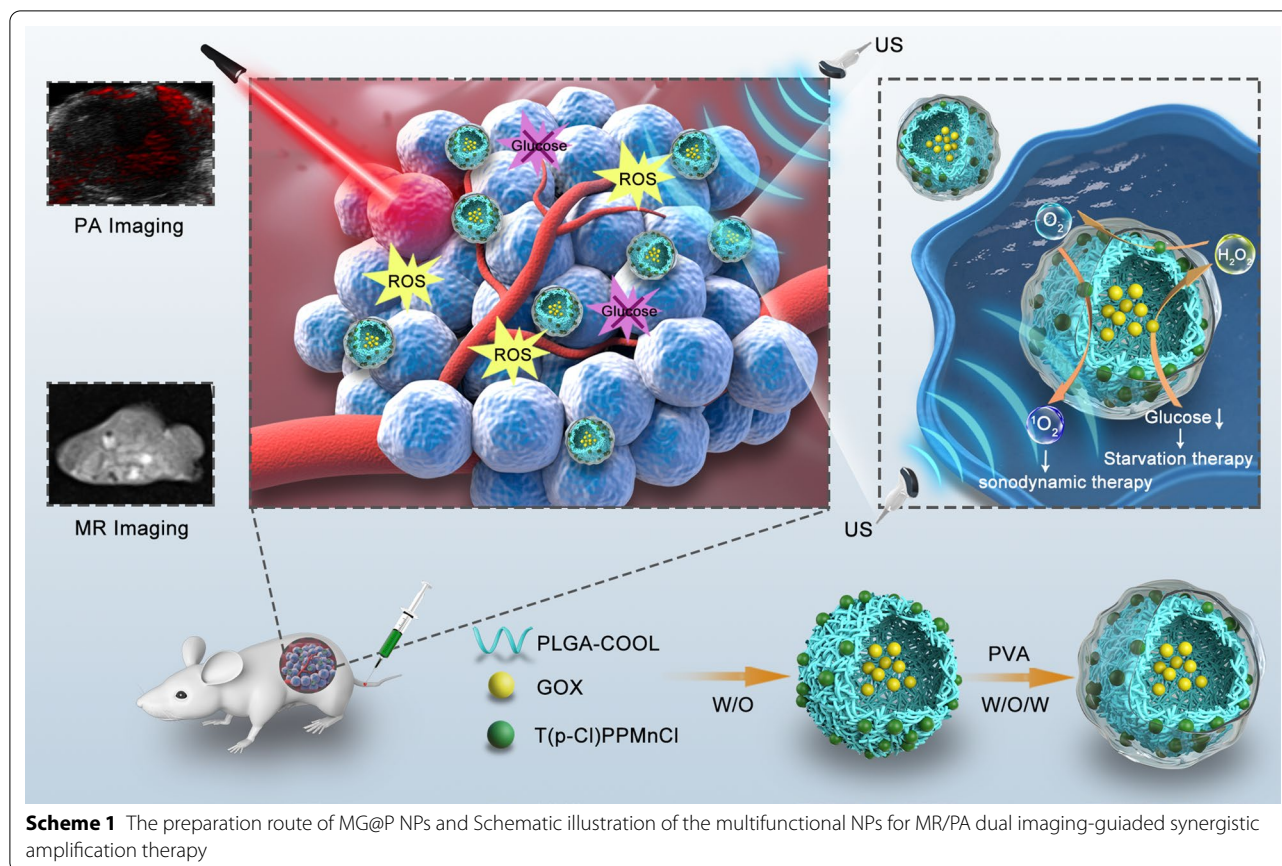 US
PA Imaging
Glucose
ROS
ROS
Glucose
ROS
MR Imaging
O₂
H₂O₂
¹O₂
Glucose ↓
↓
Starvation therapy
↓
sonodynamic therapy
US
PLGA-COOL
GOX
T(p-Cl)PPMnCl
W/O
PVA
W/O/W
Scheme 1 The preparation route of MG@P NPs and Schematic illustration of the multifunctional NPs for MR/PA dual imaging-guiaded synergistic
amplification therapy